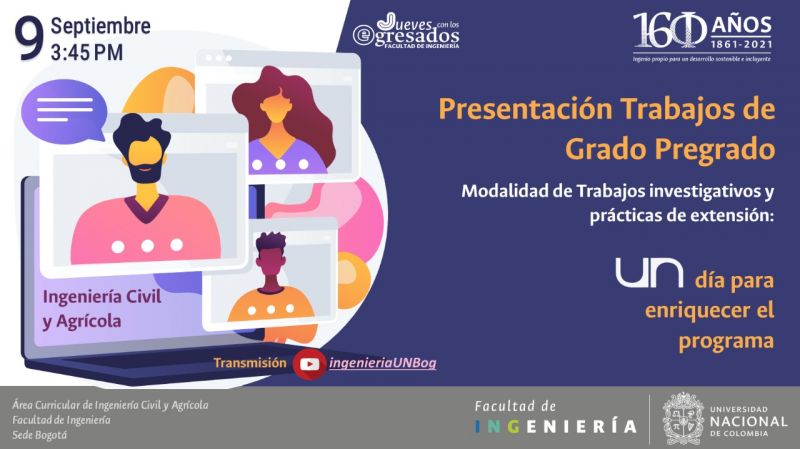 9 Septiembre
3:45 PM
Jueves con los
egresados
FACULTAD DE INGENIERÍA
160 AÑOS
1861-2021
Ingenio propio para un desarrollo sostenible e incluyente
Presentación Trabajos de
Grado Pregrado
Modalidad de Trabajos investigativos y
prácticas de extensión:
un día para
enriquecer el
programa
Ingeniería Civil
y Agrícola
Transmisión ingenieriaUNBog
Área Curricular de Ingeniería Civil y Agrícola
Facultad de Ingeniería
Sede Bogotá
Facultad de
INGENIERÍA
UNIVERSIDAD
NACIONAL
DE COLOMBIA